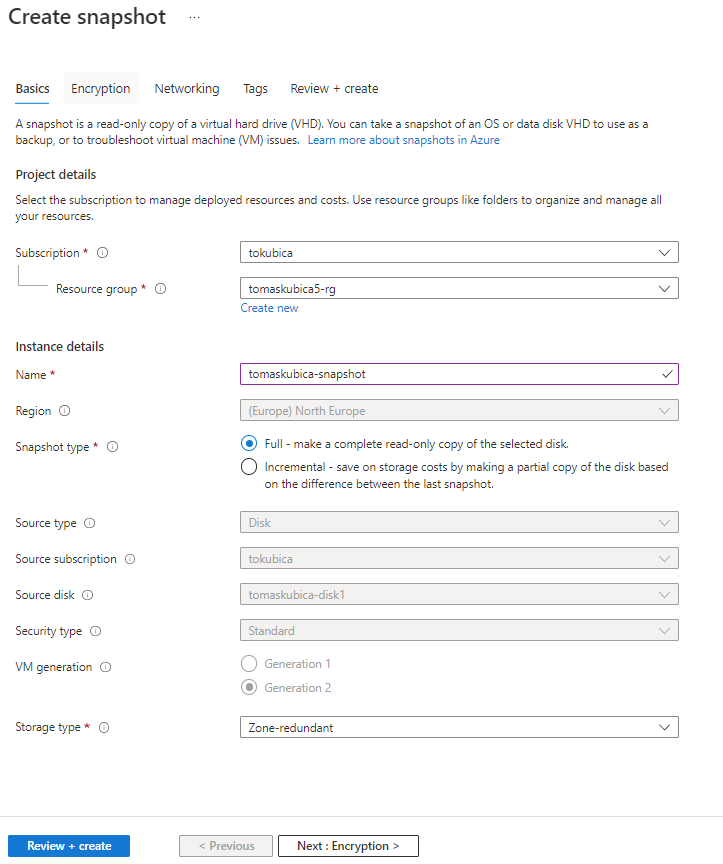 Create snapshot ...
Basics Encryption Networking Tags Review + create
A snapshot is a read-only copy of a virtual hard drive (VHD). You can take a snapshot of an OS or data disk VHD to use as a
backup, or to troubleshoot virtual machine (VM) issues. Learn more about snapshots in Azure
Project details
Select the subscription to manage deployed resources and costs. Use resource groups like folders to organize and manage all
your resources.
Subscription * tokubica
Resource group * tomaskubica5-rg
Create new
Instance details
Name * tomaskubica-snapshot
Region (Europe) North Europe
Snapshot type * Full - make a complete read-only copy of the selected disk.
Incremental - save on storage costs by making a partial copy of the disk based
on the difference between the last snapshot.
Source type Disk
Source subscription tokubica
Source disk tomaskubica-disk1
Security type Standard
VM generation Generation 1
Generation 2
Storage type * Zone-redundant
Review + create < Previous Next : Encryption >